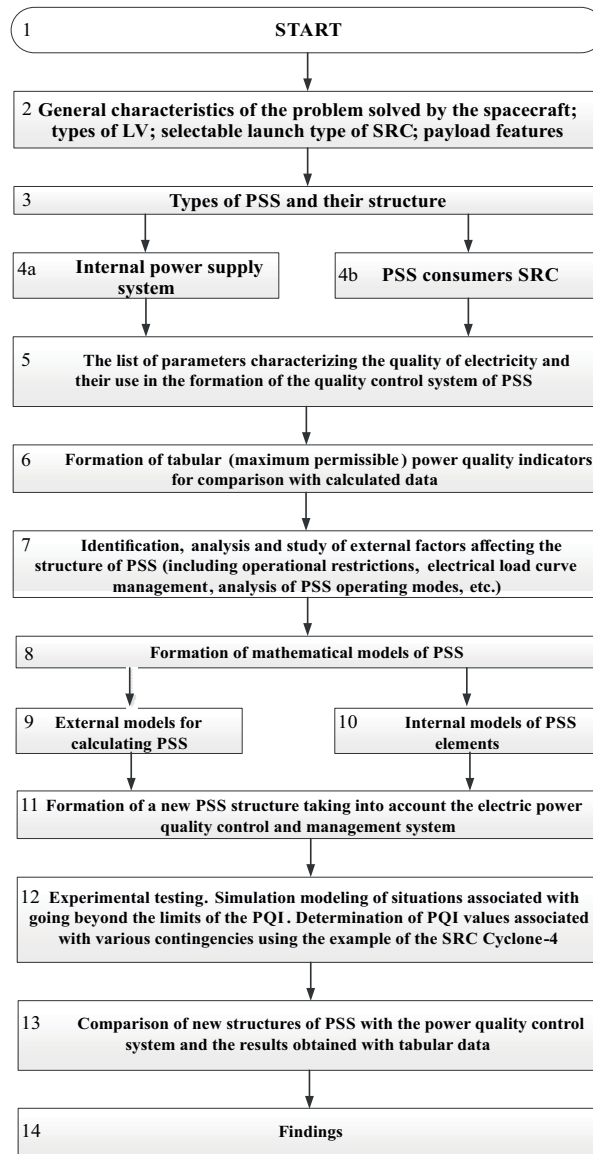 1 START
2 General characteristics of the problem solved by the spacecraft;
types of LV; selectable launch type of SRC; payload features
3 Types of PSS and their structure
4a Internal power supply
system
4b PSS consumers SRC
5 The list of parameters characterizing the quality of electricity and
their use in the formation of the quality control system of PSS
6 Formation of tabular (maximum permissible) power quality indicators
for comparison with calculated data
7 Identification, analysis and study of external factors affecting the
structure of PSS (including operational restrictions, electrical load curve
management, analysis of PSS operating modes, etc.)
8 Formation of mathematical models of PSS
9 External models for
calculating PSS
10 Internal models of PSS
elements
11 Formation of a new PSS structure taking into account the electric power
quality control and management system
12 Experimental testing. Simulation modeling of situations associated with
going beyond the limits of the PQI. Determination of PQI values associated
with various contingencies using the example of the SRC Cyclone-4
13 Comparison of new structures of PSS with the power quality control
system and the results obtained with tabular data
14 Findings